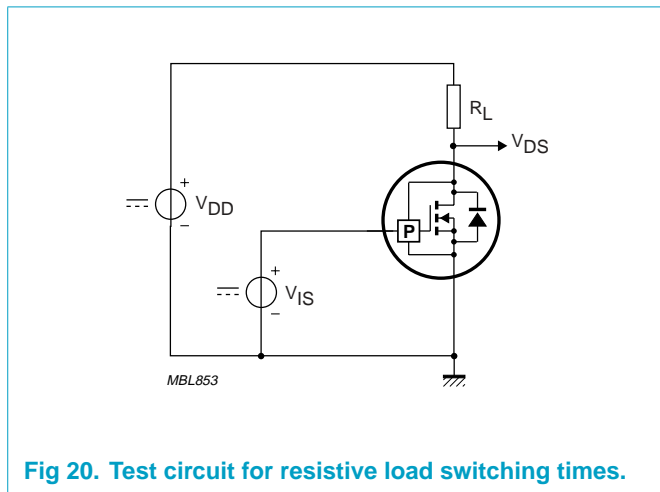 R_L
V_DS
+
V_DD
−
P
+
V_IS
−
MBL853
Fig 20. Test circuit for resistive load switching times.